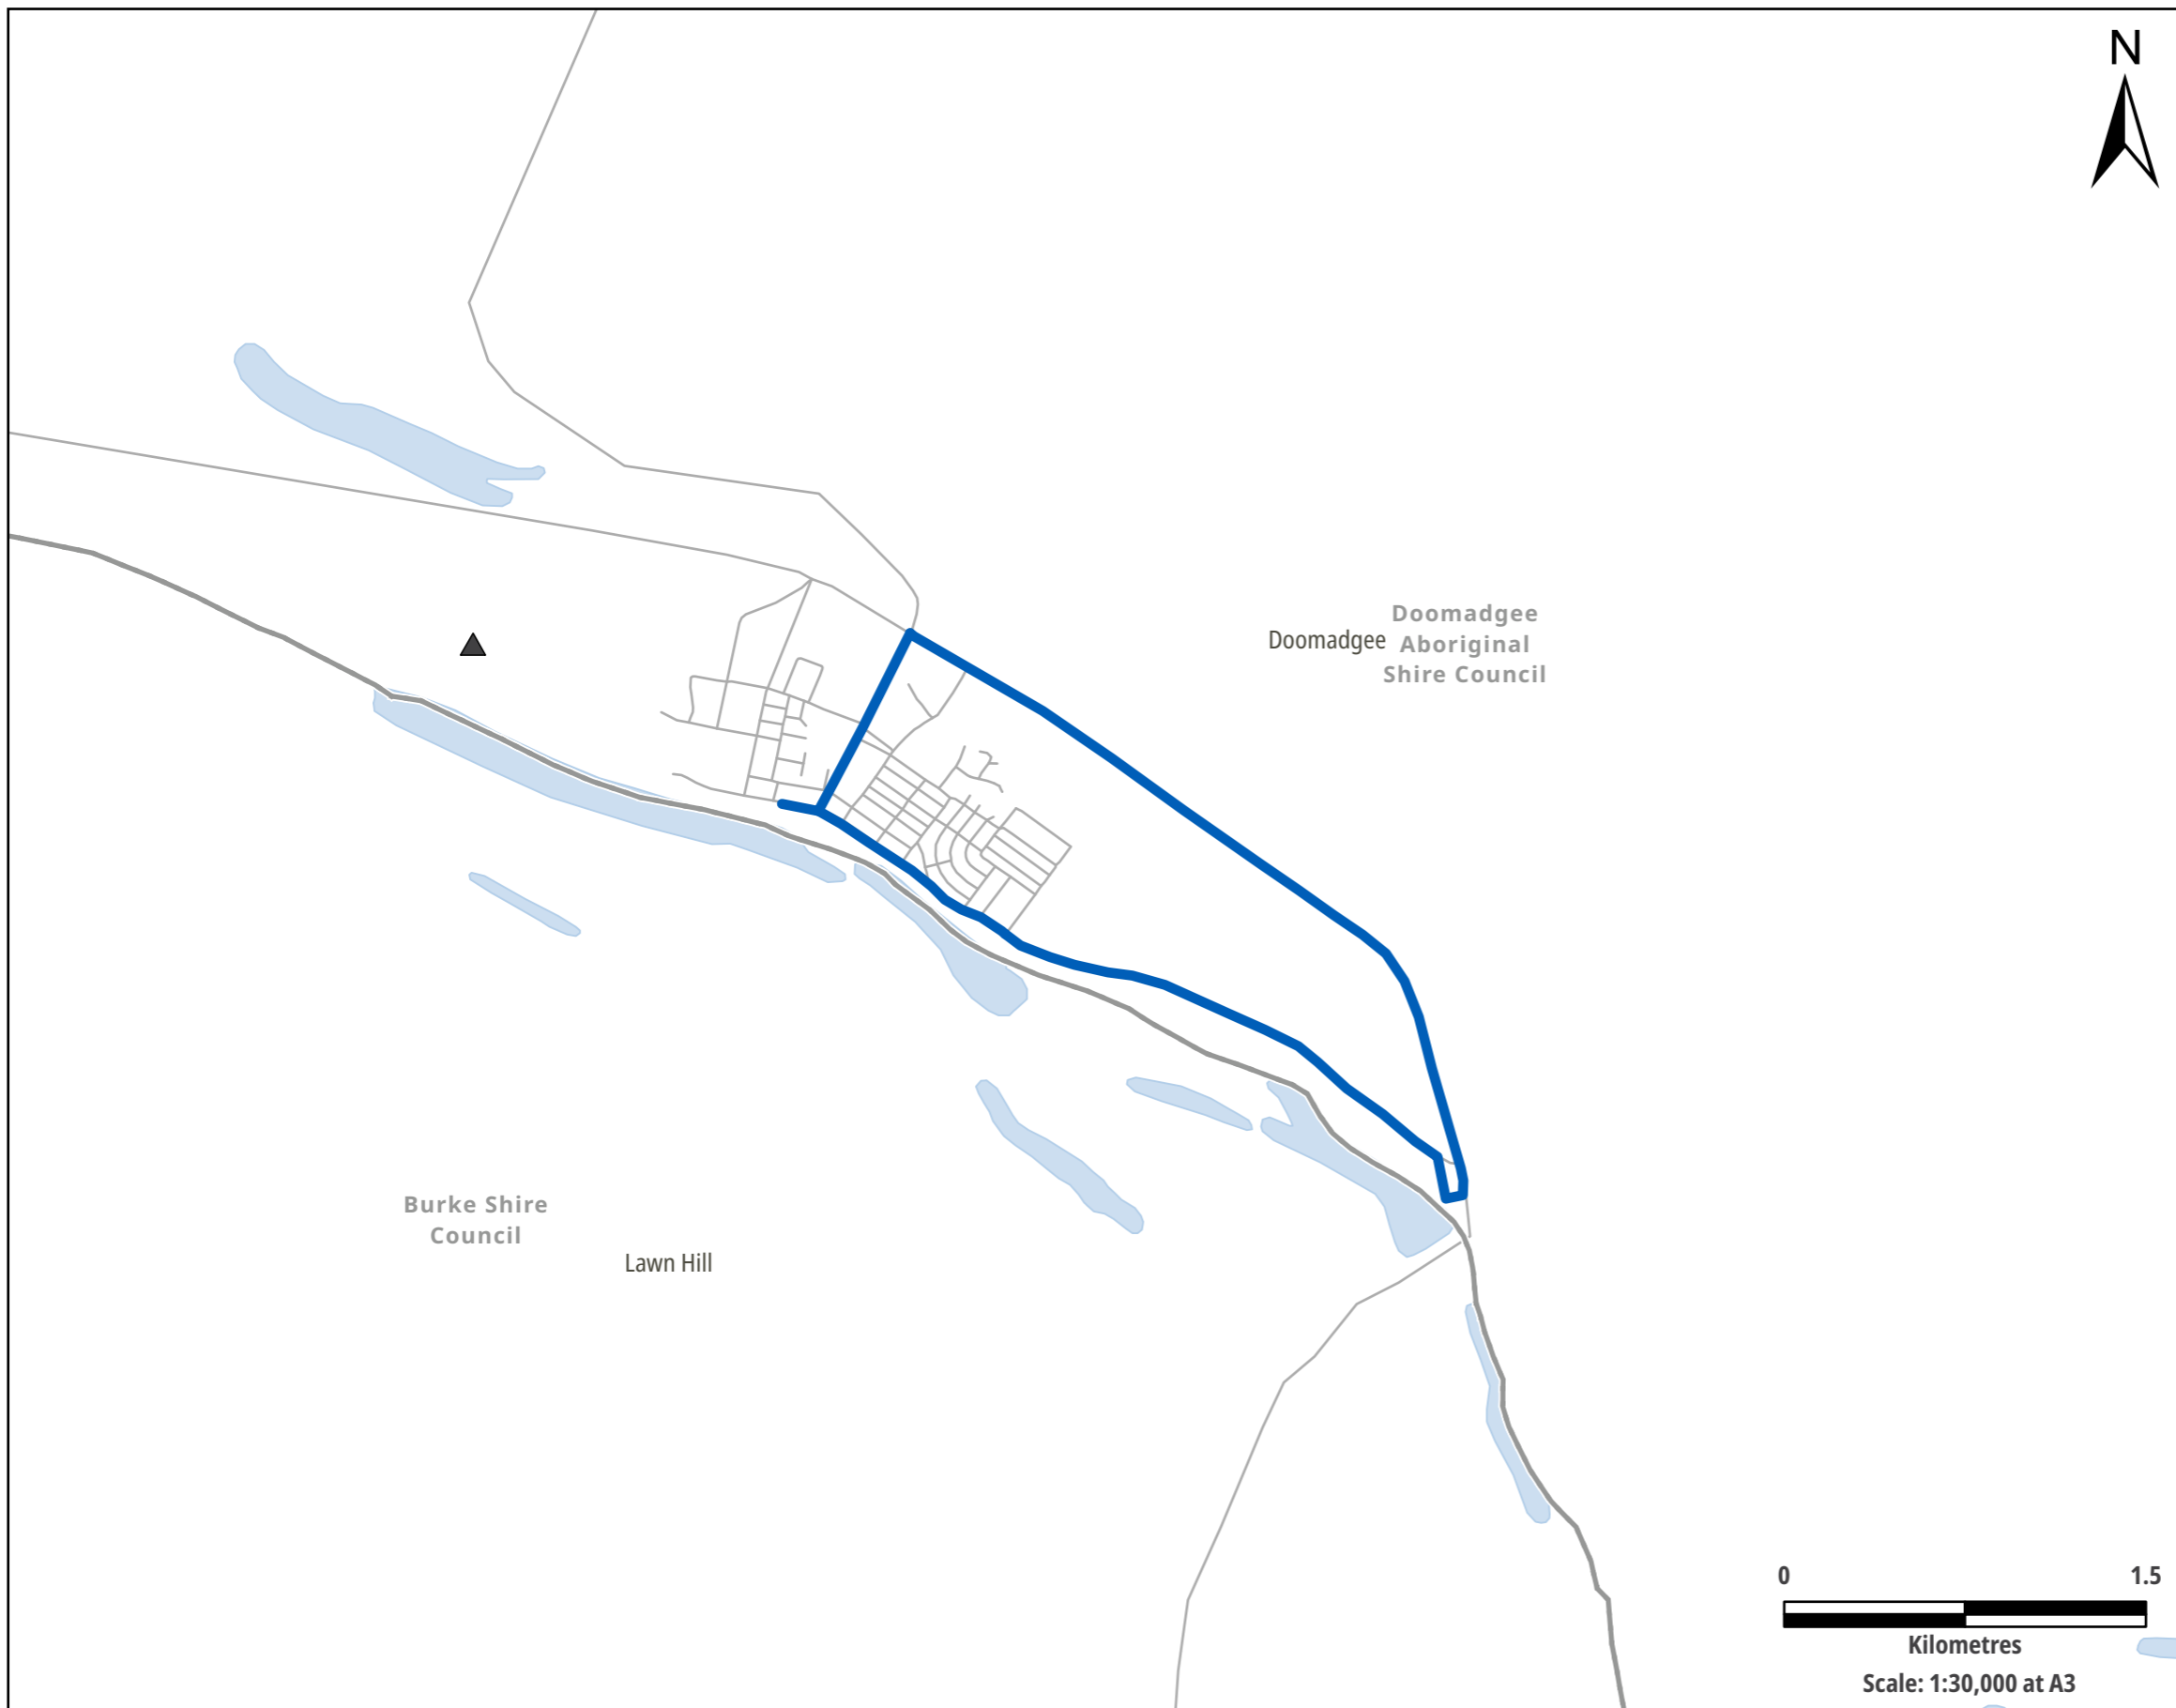 N
Doomadgee
Doomadgee
Aboriginal
Shire Council
Burke Shire
Council
Lawn Hill
0 1.5
Kilometres
Scale: 1:30,000 at A3